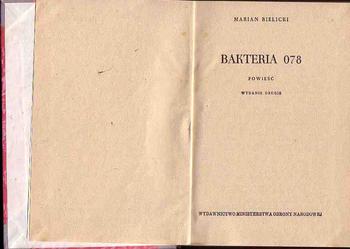 MARIAN BIELICKI
BAKTERIA 078
POWIEŚĆ
WYDANIE DRUGIE
WYDAWNICTWO MINISTERSTWA OBRONY NARODOWEJ